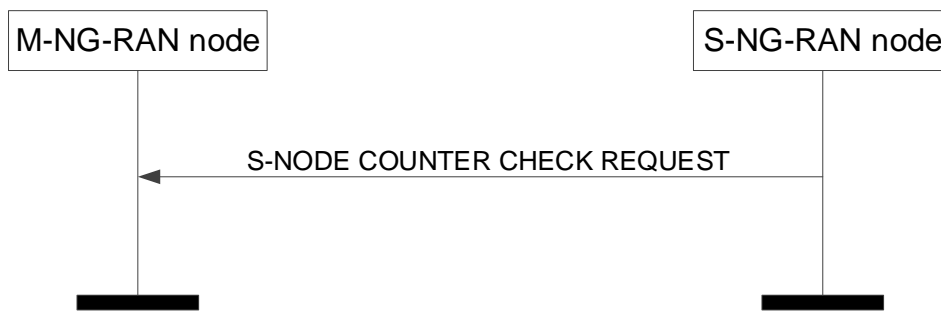 M-NG-RAN node
S-NG-RAN node
S-NODE COUNTER CHECK REQUEST